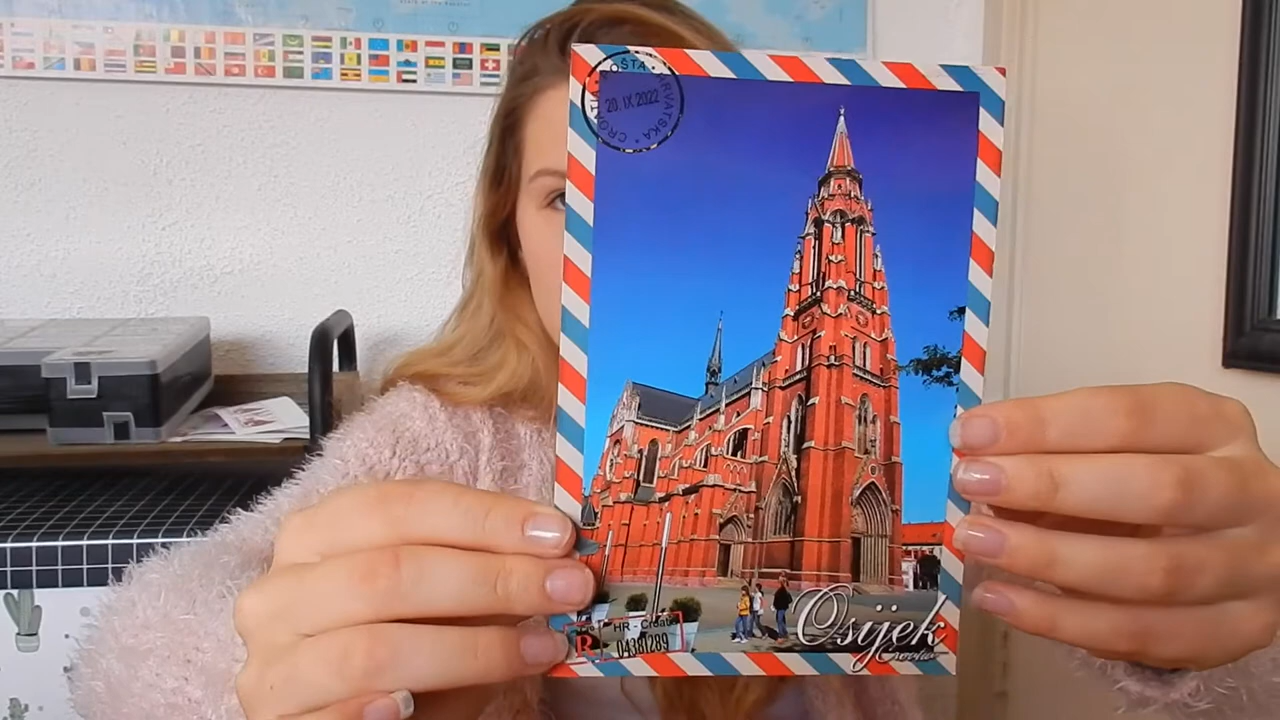 POŠTA HRVATSKA
CROATIA
20. IX 2022
Osijek
Croatia
R
HR - Croatia
04381289